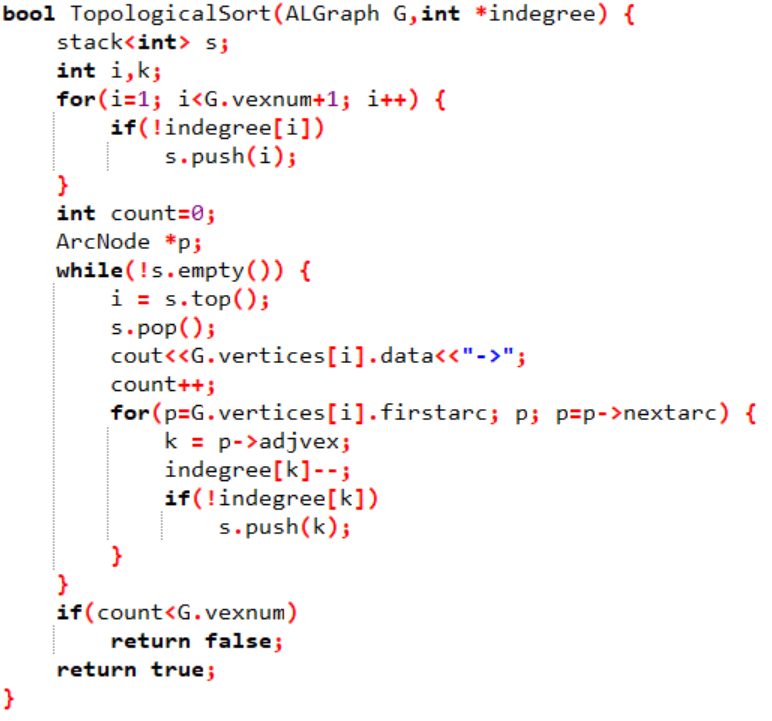 bool TopologicalSort(ALGraph G,int *indegree) {
    stack<int> s;
    int i,k;
    for(i=1; i<G.vexnum+1; i++) {
        if(!indegree[i])
            s.push(i);
    }
    int count=0;
    ArcNode *p;
    while(!s.empty()) {
        i = s.top();
        s.pop();
        cout<<G.vertices[i].data<<"->";
        count++;
        for(p=G.vertices[i].firstarc; p; p=p->nextarc) {
            k = p->adjvex;
            indegree[k]--;
            if(!indegree[k])
                s.push(k);
        }
    }
    if(count<G.vexnum)
        return false;
    return true;
}